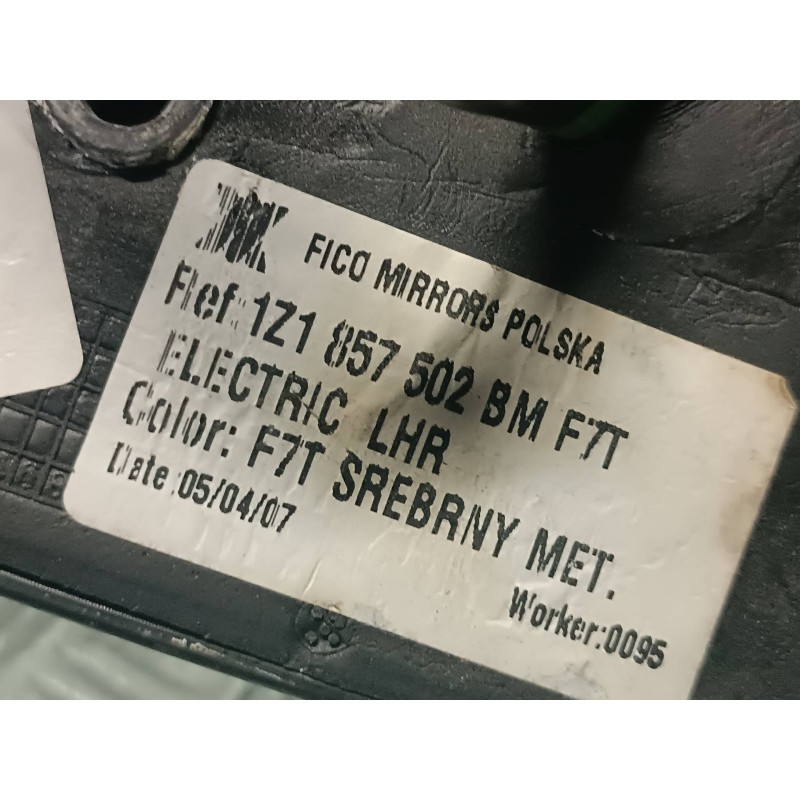 FICO MIRRORS POLSKA
Ref:1Z1 857 502 BM F7T
ELECTRIC LHR
Color: F7T SREBRNY MET.
Date:05/04/07
Worker:0095